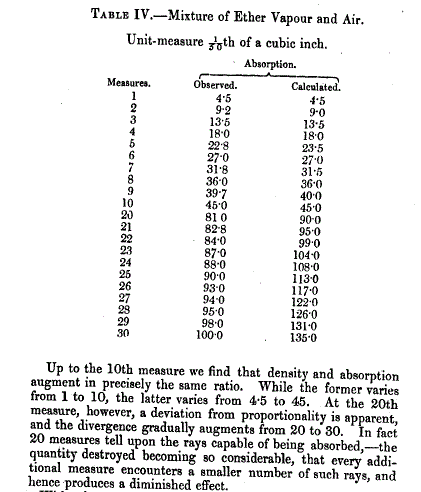 TABLE IV.—Mixture of Ether Vapour and Air.
Unit-measure 1/50th of a cubic inch.
Absorption.
Measures. Observed. Calculated.
1 4·5 4·5
2 9·2 9·0
3 13·5 13·5
4 18·0 18·0
5 22·8 23·5
6 27·0 27·0
7 31·8 31·5
8 36·0 36·0
9 39·7 40·0
10 45·0 45·0
20 81 0 90·0
21 82·8 95·0
22 84·0 99·0
23 87·0 104·0
24 88·0 108·0
25 90·0 113·0
26 93·0 117·0
27 94·0 122·0
28 95·0 126·0
29 98·0 131·0
30 100·0 135·0
Up to the 10th measure we find that density and absorption
augment in precisely the same ratio. While the former varies
from 1 to 10, the latter varies from 4·5 to 45. At the 20th
measure, however, a deviation from proportionality is apparent,
and the divergence gradually augments from 20 to 30. In fact
20 measures tell upon the rays capable of being absorbed,—the
quantity destroyed becoming so considerable, that every addi-
tional measure encounters a smaller number of such rays, and
hence produces a diminished effect.